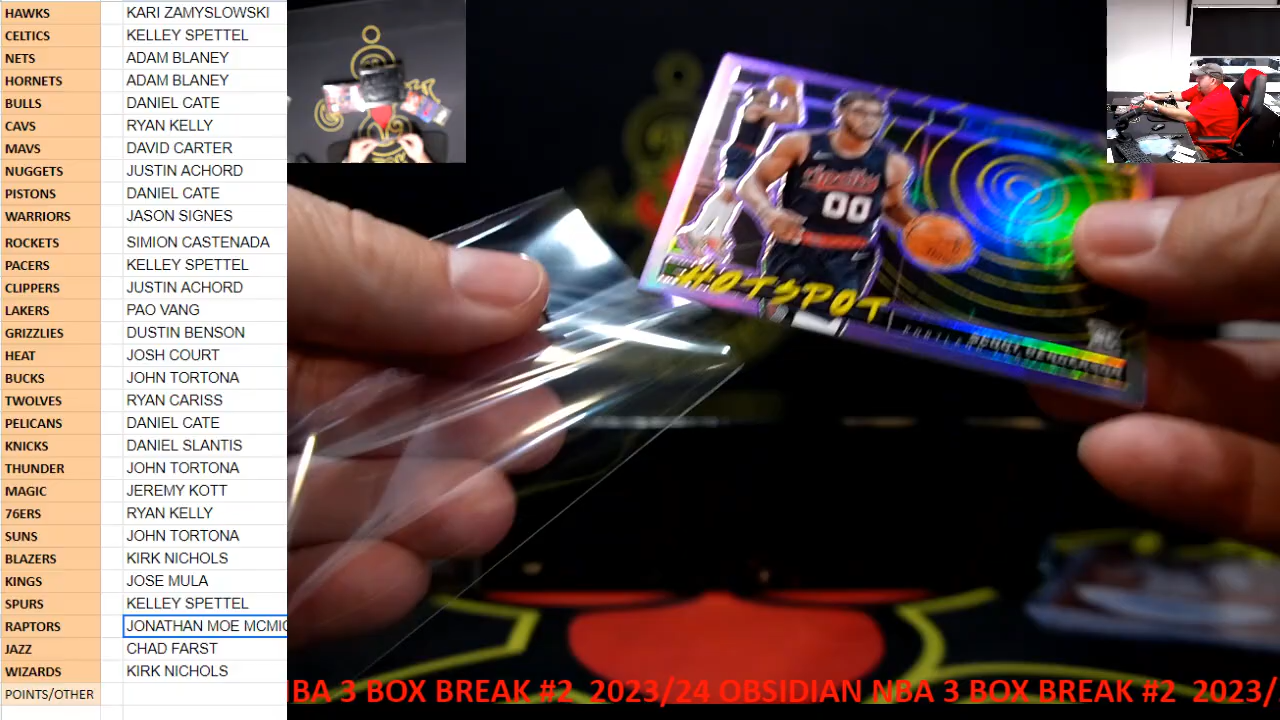 HAWKS KARI ZAMYSLOWSKI
CELTICS KELLEY SPETTEL
NETS ADAM BLANEY
HORNETS ADAM BLANEY
BULLS DANIEL CATE
CAVS RYAN KELLY
MAVS DAVID CARTER
NUGGETS JUSTIN ACHORD
PISTONS DANIEL CATE
WARRIORS JASON SIGNES
ROCKETS SIMION CASTENADA
PACERS KELLEY SPETTEL
CLIPPERS JUSTIN ACHORD
LAKERS PAO VANG
GRIZZLIES DUSTIN BENSON
HEAT JOSH COURT
BUCKS JOHN TORTONA
TWOLVES RYAN CARISS
PELICANS DANIEL CATE
KNICKS DANIEL SLANTIS
THUNDER JOHN TORTONA
MAGIC JEREMY KOTT
76ERS RYAN KELLY
SUNS JOHN TORTONA
BLAZERS KIRK NICHOLS
KINGS JOSE MULA
SPURS KELLEY SPETTEL
RAPTORS JONATHAN MOE MCMIC
JAZZ CHAD FARST
WIZARDS KIRK NICHOLS
POINTS/OTHER
00
HOTSPOT
NBA 3 BOX BREAK #2 2023/24 OBSIDIAN NBA 3 BOX BREAK #2 2023/